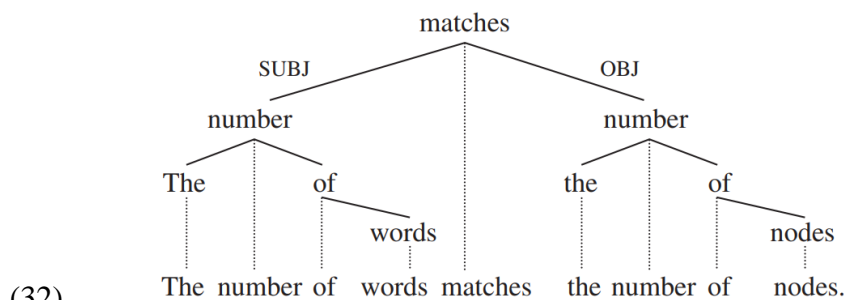 matches
SUBJ OBJ
number number
The of the of
words nodes
(32) The number of words matches the number of nodes.